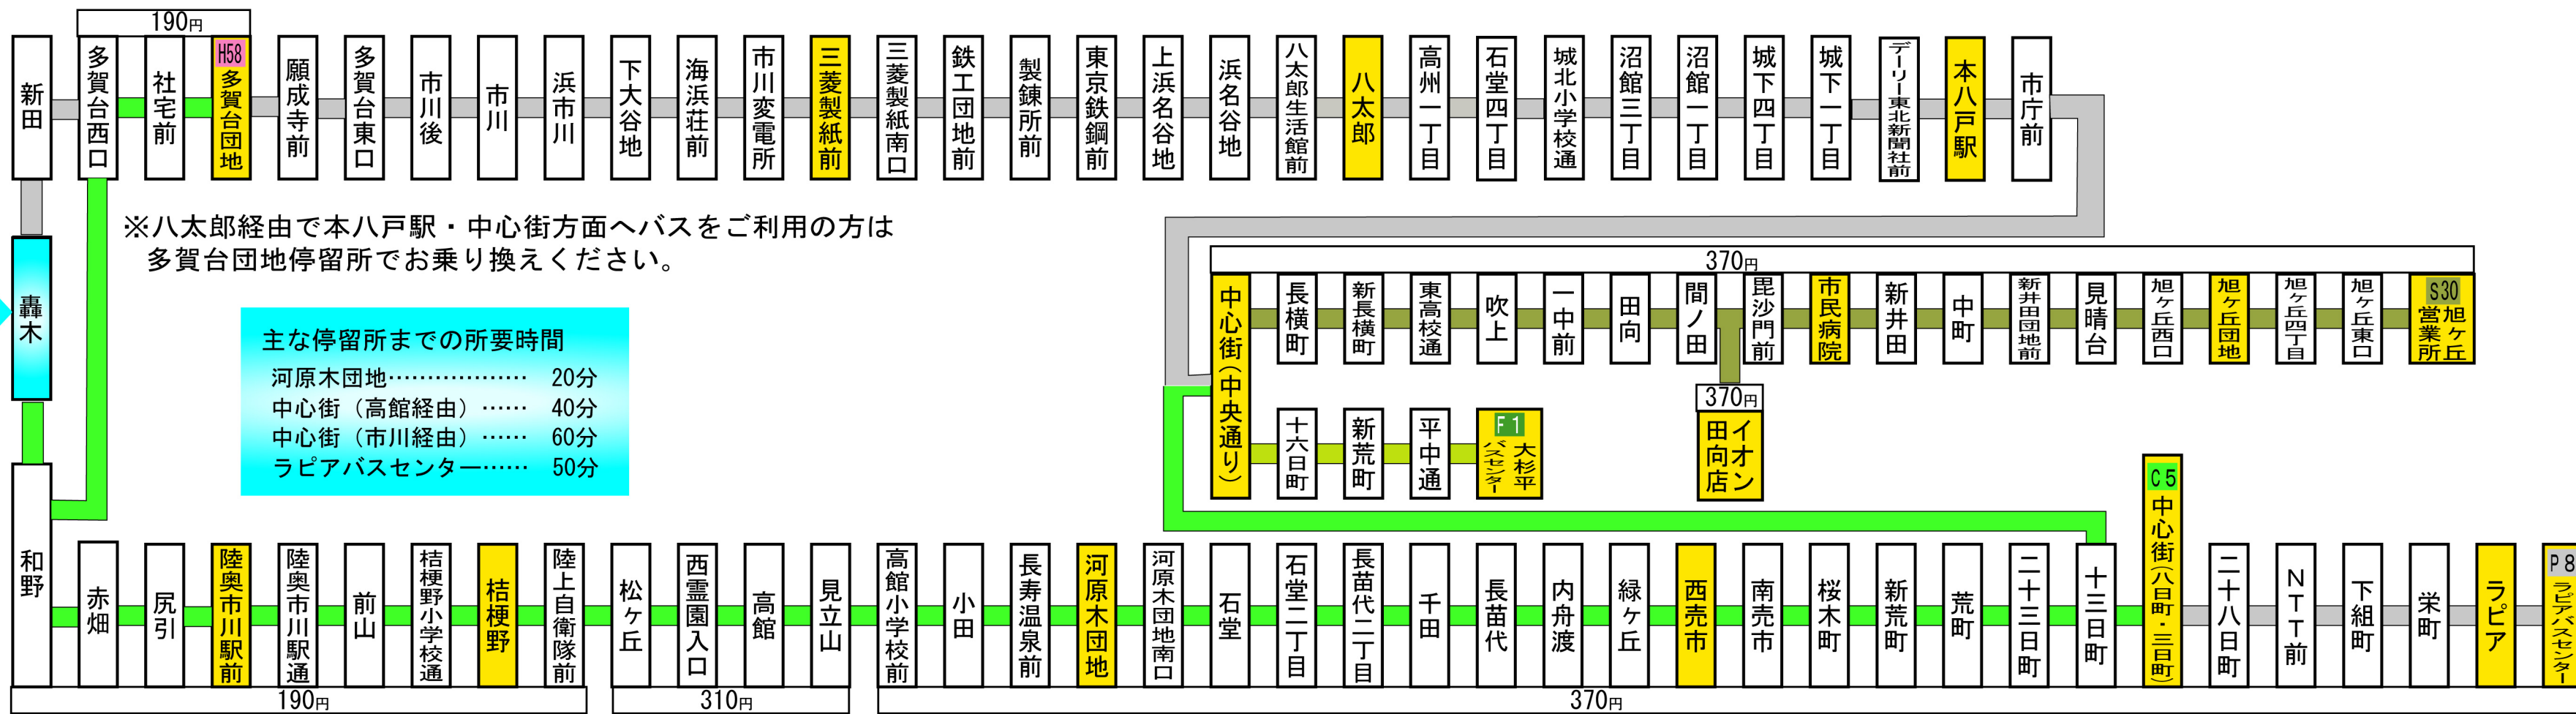 190円
新田
多賀台西口
社宅前
H58
多賀台団地
願成寺前
多賀台東口
市川後
市川
浜市川
下大谷地
海浜荘前
市川変電所
三菱製紙前
三菱製紙南口
鉄工団地前
製錬所前
東京鉄鋼前
上浜名谷地
浜名谷地
八太郎生活館前
八太郎
高州一丁目
石堂四丁目
城北小学校通
沼館三丁目
沼館一丁目
城下四丁目
城下一丁目
デーリー東北新聞社前
本八戸駅
市庁前
※八太郎経由で本八戸駅・中心街方面へバスをご利用の方は
多賀台団地停留所でお乗り換えください。
轟木
主な停留所までの所要時間
河原木団地……………… 20分
中心街（高館経由）…… 40分
中心街（市川経由）…… 60分
ラピアバスセンター…… 50分
370円
中心街（中央通り）
長横町
新長横町
東高校通
吹上
一中前
田向
間ノ田
毘沙門前
市民病院
新井田
中町
新井田団地前
見晴台
旭ヶ丘西口
旭ヶ丘団地
旭ヶ丘四丁目
旭ヶ丘東口
S30
旭ヶ丘
営業所
370円
イオン
田向店
十六日町
新荒町
平中通
F1
大杉平
バスセンター
和野
赤畑
尻引
陸奥市川駅前
陸奥市川駅通
前山
桔梗野小学校通
桔梗野
陸上自衛隊前
松ヶ丘
西霊園入口
高館
見立山
高館小学校前
小田
長寿温泉前
河原木団地
河原木団地南口
石堂
石堂二丁目
長苗代二丁目
千田
長苗代
内舟渡
緑ヶ丘
西売市
南売市
桜木町
新荒町
荒町
二十三日町
十三日町
C5
中心街（八日町・三日町）
二十八日町
NTT前
下組町
栄町
ラピア
P8
ラピアバスセンター
190円
310円
370円